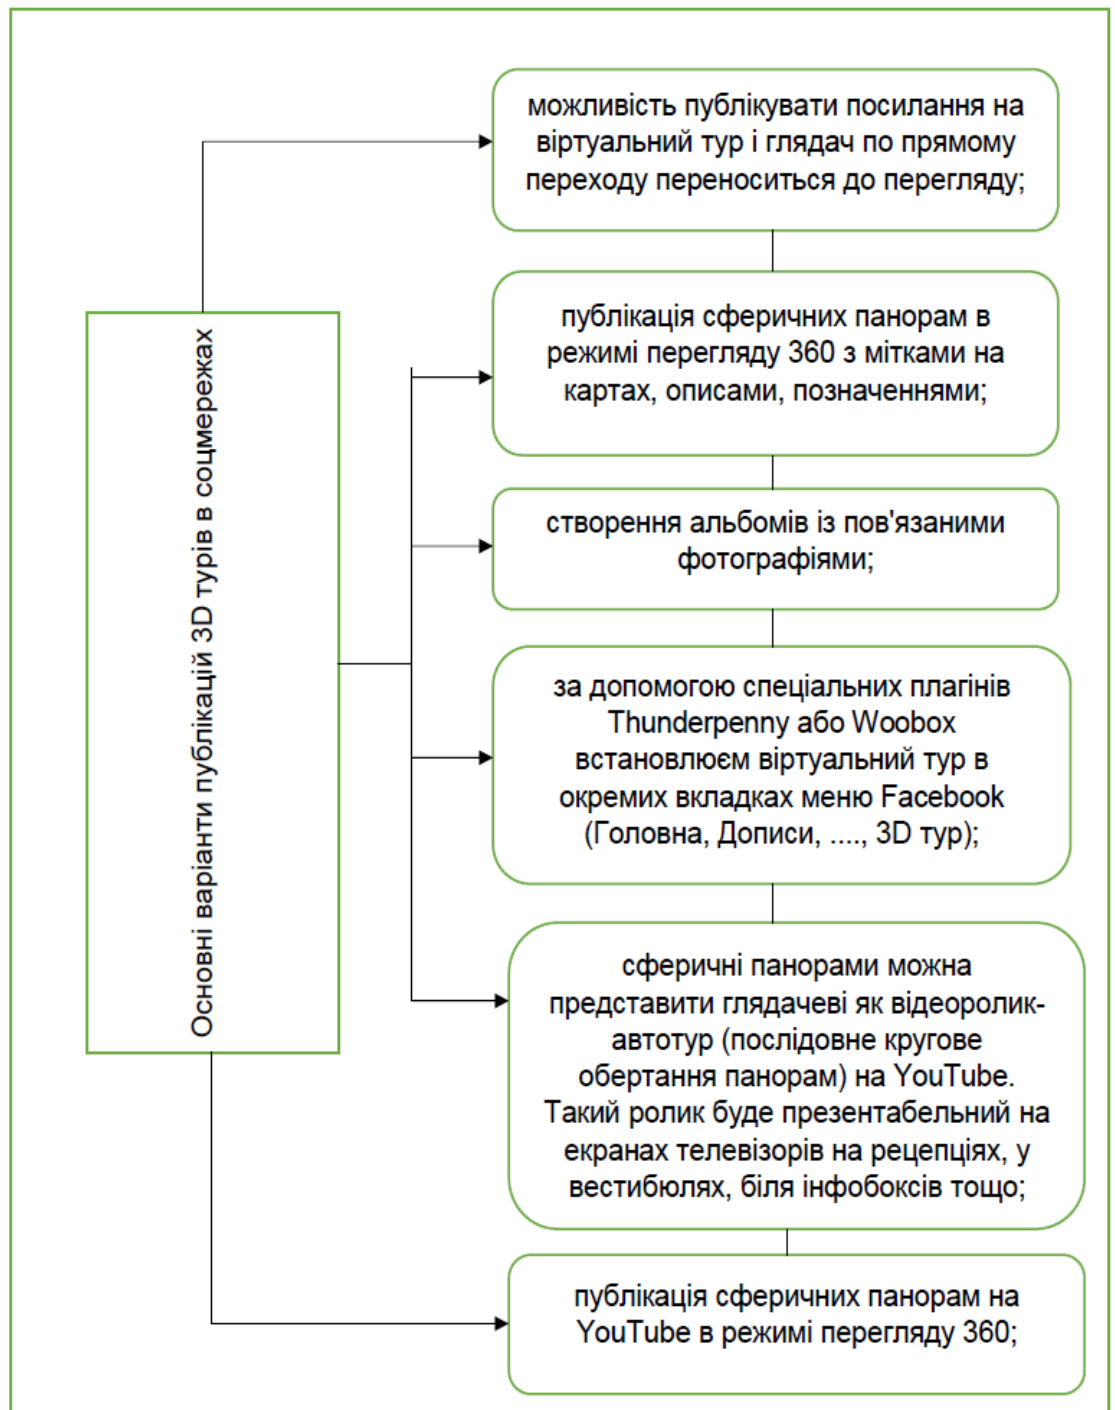 Основні варіанти публікацій 3D турів в соцмережах
можливість публікувати посилання на
віртуальний тур і глядач по прямому
переходу переноситься до перегляду;
публікація сферичних панорам в
режимі перегляду 360 з мітками на
картах, описами, позначеннями;
створення альбомів із пов'язаними
фотографіями;
за допомогою спеціальних плагінів
Thunderpenny або Woobox
встановлюєм віртуальний тур в
окремих вкладках меню Facebook
(Головна, Дописи, ...., 3D тур);
сферичні панорами можна
представити глядачеві як відеоролик-
автотур (послідовне кругове
обертання панорам) на YouTube.
Такий ролик буде презентабельний на
екранах телевізорів на рецепціях, у
вестибюлях, біля інфобоксів тощо;
публікація сферичних панорам на
YouTube в режимі перегляду 360;